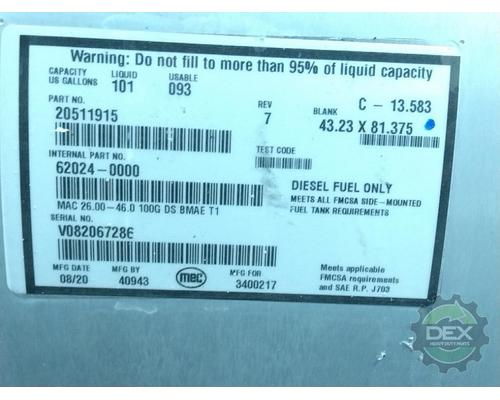 Warning: Do not fill to more than 95% of liquid capacity
CAPACITY LIQUID USABLE
US GALLONS 101 093
C - 13.583
PART NO. REV BLANK
20511915 7 43.23 X 81.375
INTERNAL PART NO. TEST CODE
62024-0000
DIESEL FUEL ONLY
MEETS ALL FMCSA SIDE-MOUNTED
FUEL TANK REQUIREMENTS
MAC 26.00-46.0 100G DS BMAE T1
SERIAL NO.
V08206728E
MFG DATE MFG BY MFG FOR
08/20 40943 mec 3400217
Meets applicable
FMCSA requirements
and SAE R.P. J703
DEX
HEAVY DUTY PARTS